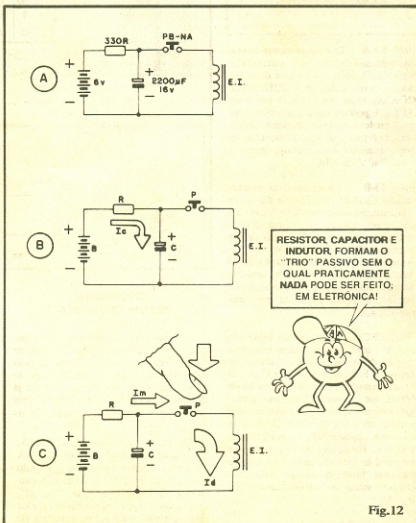 330R
PB-NA
A
+
6v
-
+
2200µF
16v
E.I.
B
R
P
Ic
+
B
-
+
C
-
E.I.
RESISTOR, CAPACITOR E
INDUTOR, FORMAM O
"TRIO" PASSIVO SEM O
QUAL PRATICAMENTE
NADA PODE SER FEITO,
EM ELETRÔNICA!
C
R
Im
P
+
B
-
+
C
-
Id
E.I.
Fig.12